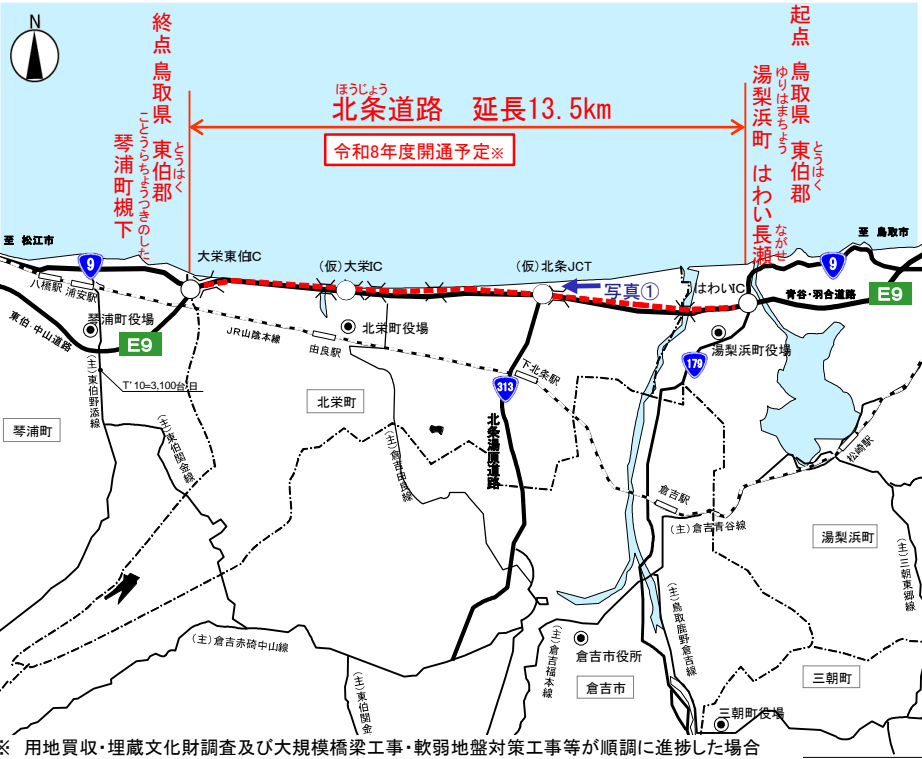 N
終点 鳥取県 東伯郡
とうはく
琴浦町槻下
ことうらちょうつきのした
ほうじょう
北条道路 延長13.5km
令和8年度開通予定※
起点 鳥取県 東伯郡
とうはく
湯梨浜町 はわい長瀬
ゆりはまちょう
ながせ
至 松江市
9
大栄東伯IC
(仮)大栄IC
(仮)北条JCT
写真①
はわいIC
至 鳥取市
9
青谷・羽合道路
E9
八橋駅
浦安駅
琴浦町役場
東伯・中山道路
E9
JR山陰本線
由良駅
北栄町役場
下北条駅
湯梨浜町役場
179
313
(主)東伯野添線
T'10=3,100台/日
琴浦町
(主)東伯関金線
北栄町
(主)倉吉由良線
北条湯原道路
倉吉駅
松崎駅
(主)倉吉青谷線
湯梨浜町
(主)三朝東郷線
(主)鳥取鹿野倉吉線
(主)倉吉赤碕中山線
(主)東伯関金
(主)倉吉福本線
倉吉市役所
倉吉市
三朝町
三朝町役場
※ 用地買収・埋蔵文化財調査及び大規模橋梁工事・軟弱地盤対策工事等が順調に進捗した場合